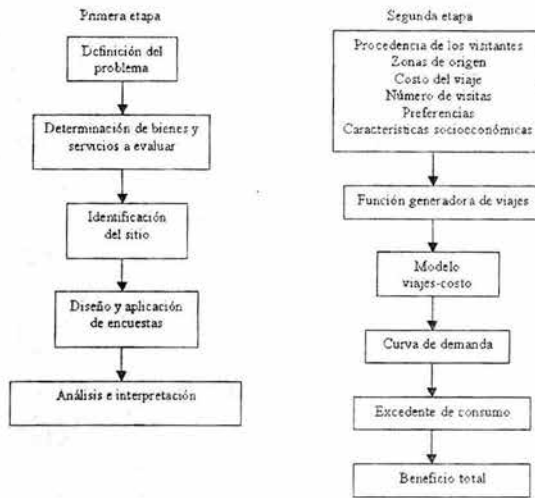 Primera etapa
Definición del
problema
Determinación de bienes y
servicios a evaluar
Identificación
del sitio
Diseño y aplicación
de encuestas
Análisis e interpretación
Segunda etapa
Procedencia de los visitantes
Zonas de origen
Costo del viaje
Número de visitas
Preferencias
Características socioeconómicas
Función generadora de viajes
Modelo
viajes-costo
Curva de demanda
Excedente de consumo
Beneficio total